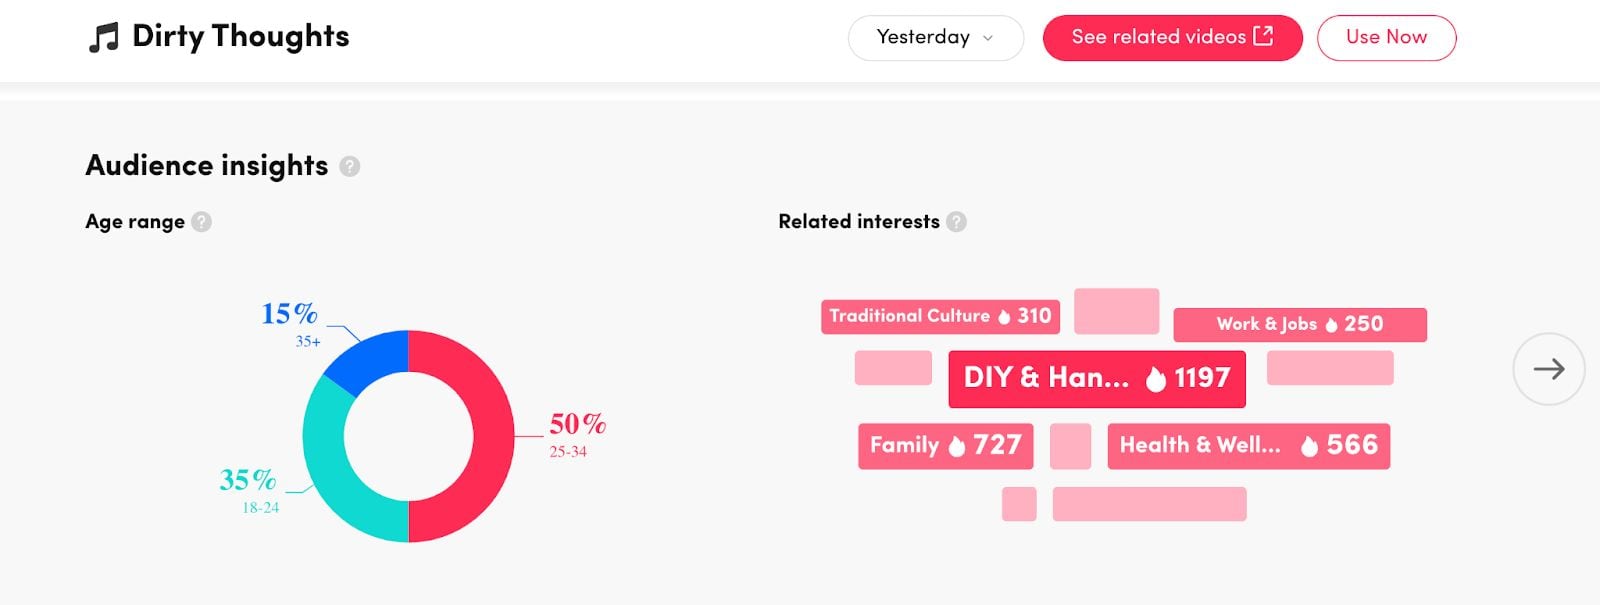 Dirty Thoughts
Yesterday
See related videos
Use Now
Audience insights ?
Age range ?
Related interests ?
15%
35+
50%
25-34
35%
18-24
Traditional Culture 310
Work & Jobs 250
DIY & Han... 1197
Family 727
Health & Well... 566